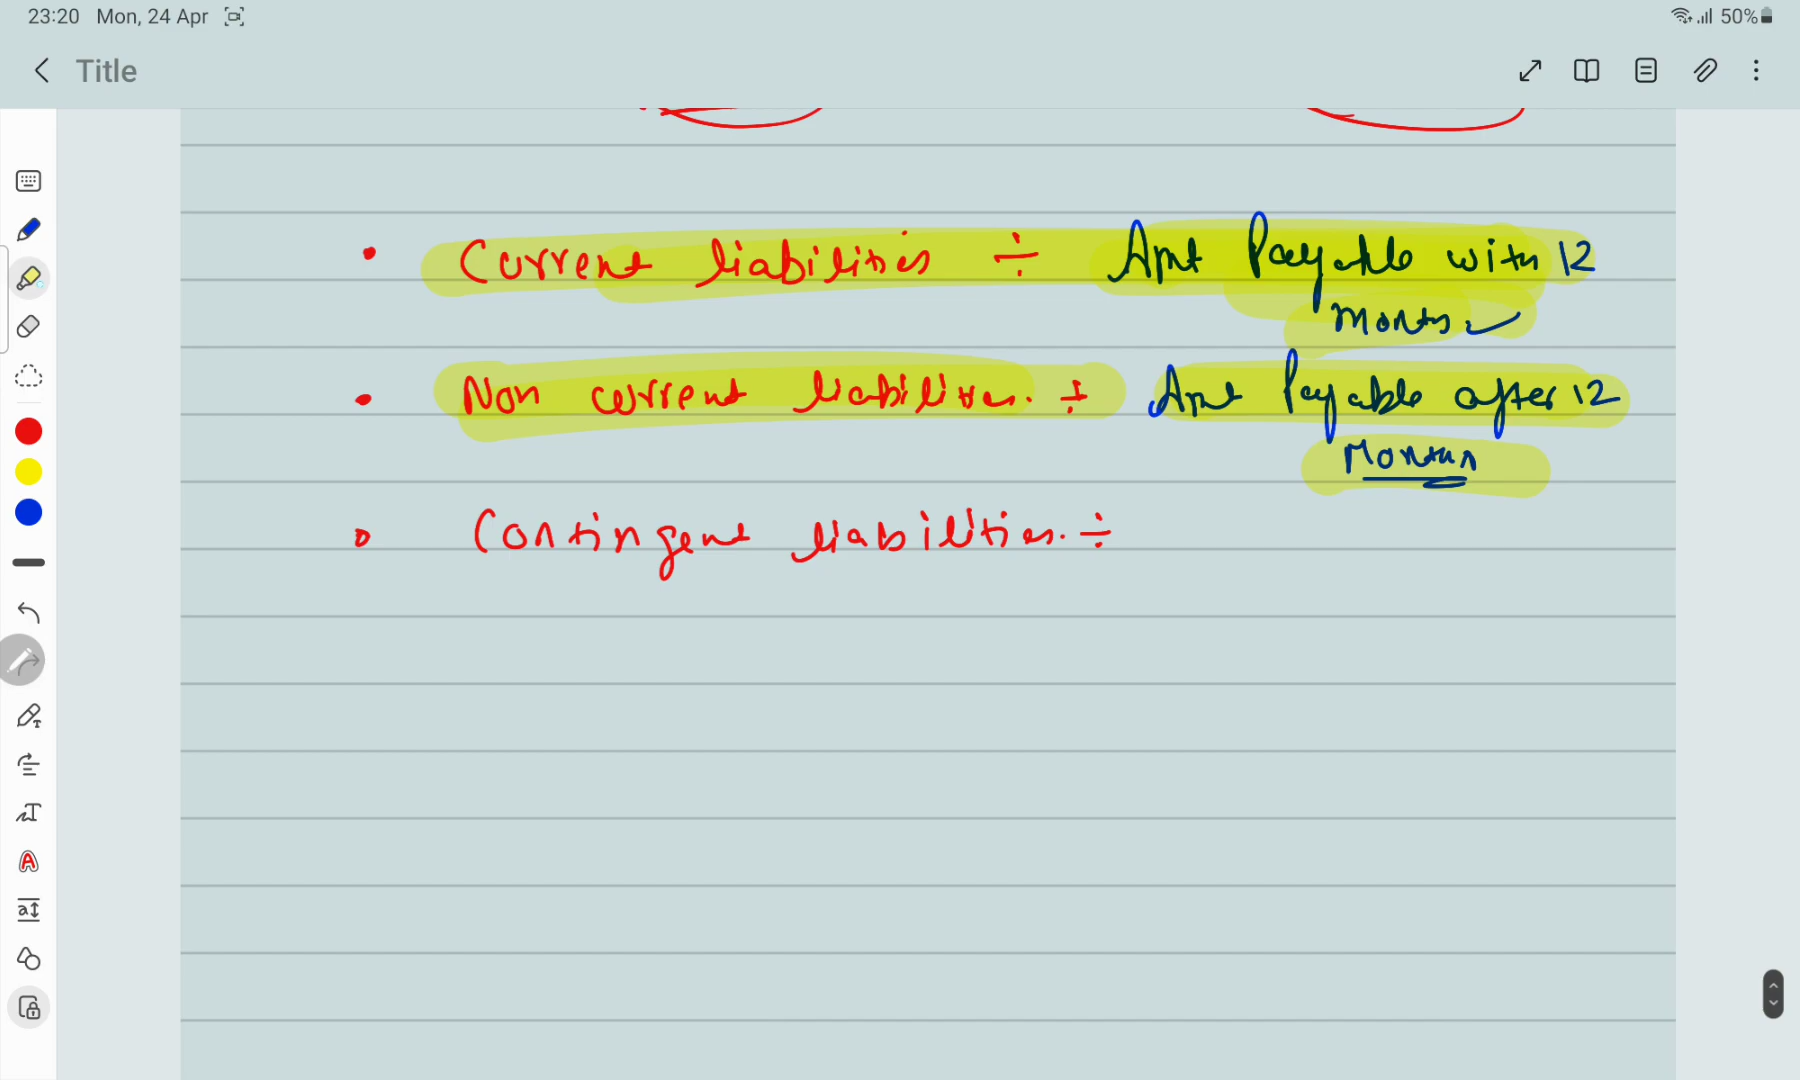 23:20 Mon, 24 Apr 50%
Title
• Current liabilities ÷ Amt Payable with 12
Months.
• Non current liabilities. ÷ Amt Payable after 12
Months
• Contingent liabilities. ÷